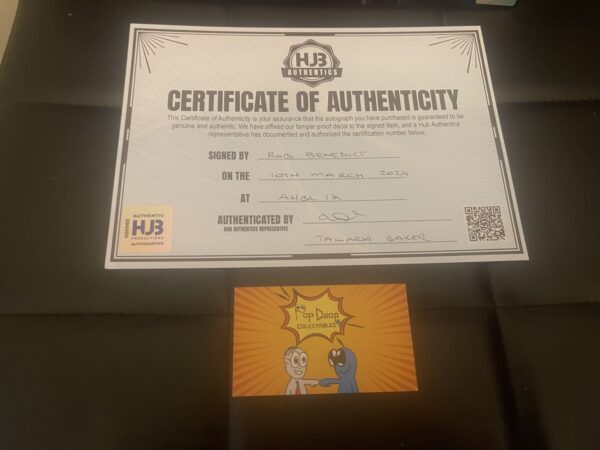 HJB
AUTHENTICS
CERTIFICATE OF AUTHENTICITY
This Certificate of Authenticity is your assurance that the autograph you have purchased is guaranteed to be
genuine and authentic. We have affixed our tamper proof decal to the signed item, and a Hub Authentics
representative has documented and authorized the certification number below.
SIGNED BY ROB BENEDICT
ON THE 10TH MARCH 2024
AT AHBL 12
AUTHENTICATED BY
HUB AUTHENTICS REPRESENTATIVE
TAMARA BAKER
AUTHENTIC
HJB
PRODUCTIONS
AUTOGRAPHS
Pop Drop
COLLECTABLES